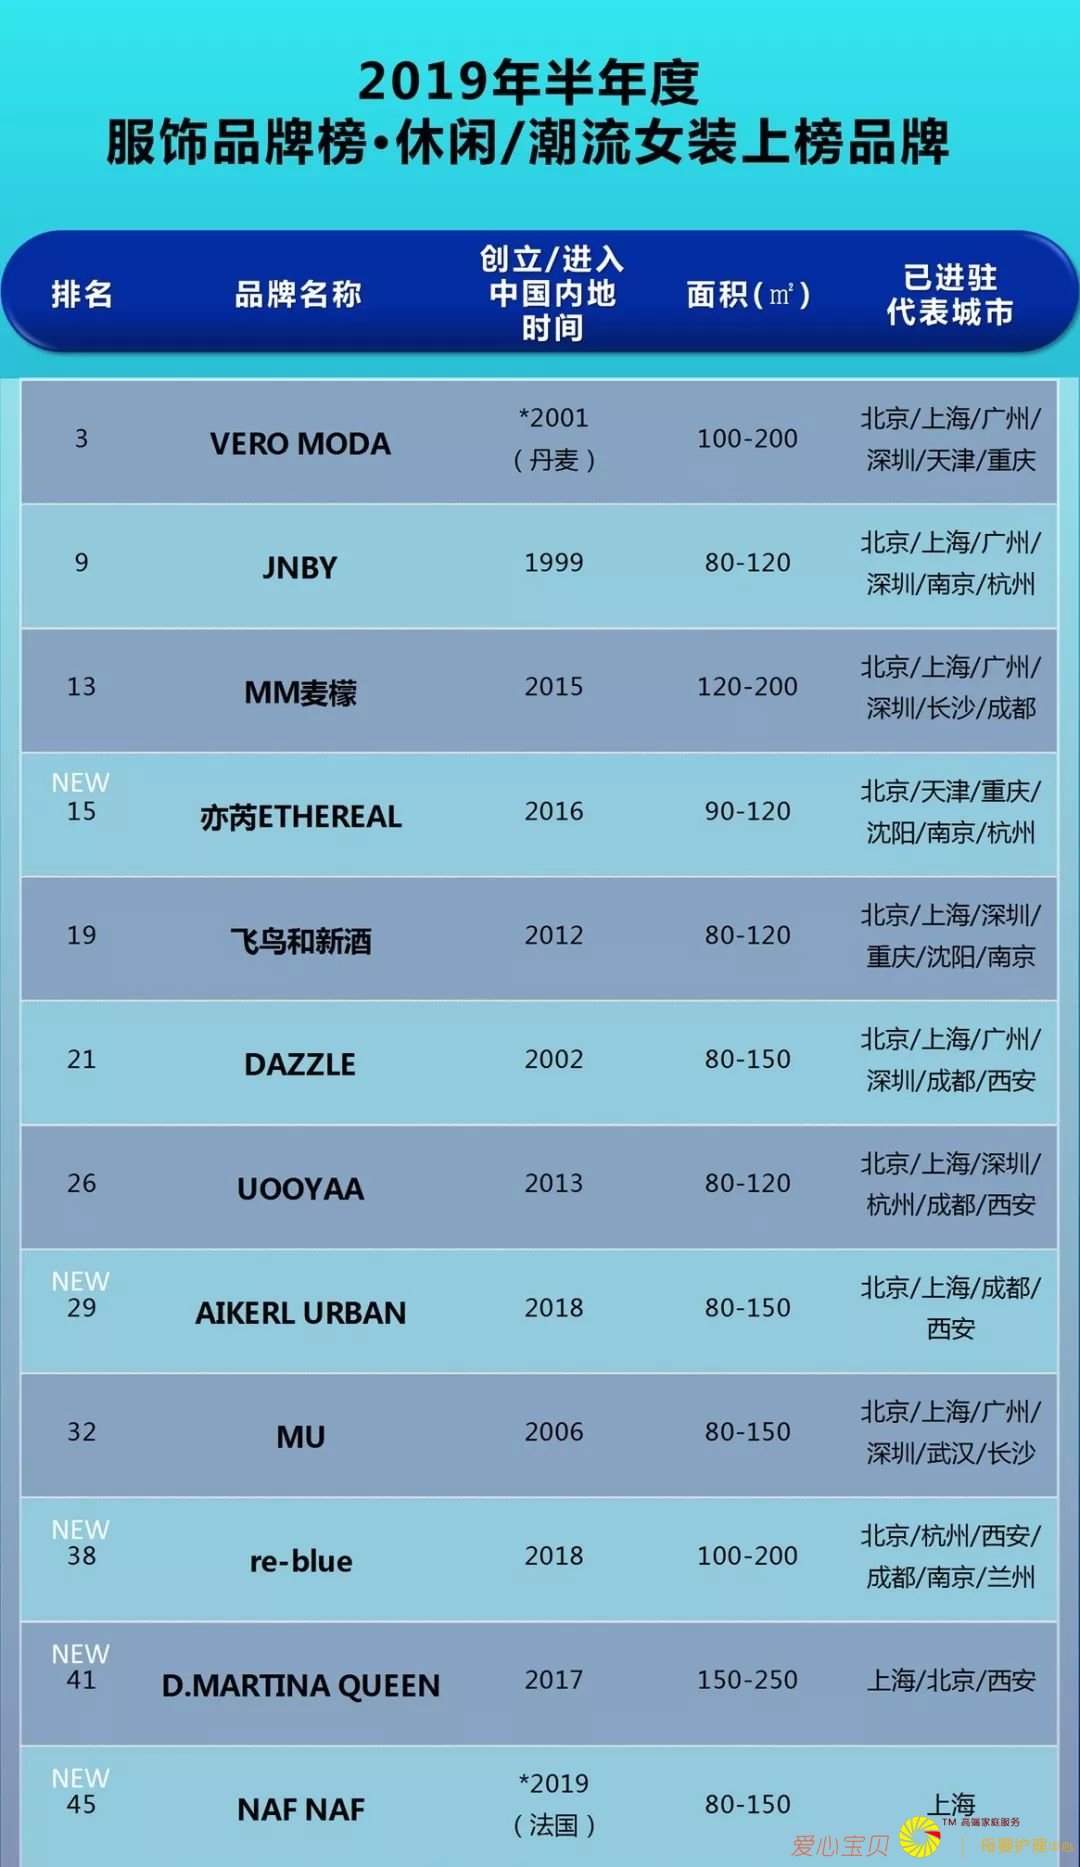 2019年半年度
服饰品牌榜•休闲/潮流女装上榜品牌
排名
品牌名称
创立/进入
中国内地
时间
面积(㎡)
已进驻
代表城市
3
VERO MODA
*2001
(丹麦)
100-200
北京/上海/广州/
深圳/天津/重庆
9
JNBY
1999
80-120
北京/上海/广州/
深圳/南京/杭州
13
MM麦檬
2015
120-200
北京/上海/广州/
深圳/长沙/成都
NEW
15
亦芮ETHEREAL
2016
90-120
北京/天津/重庆/
沈阳/南京/杭州
19
飞鸟和新酒
2012
80-120
北京/上海/深圳/
重庆/沈阳/南京
21
DAZZLE
2002
80-150
北京/上海/广州/
深圳/成都/西安
26
UOOYAA
2013
80-120
北京/上海/深圳/
杭州/成都/西安
NEW
29
AIKERL URBAN
2018
80-150
北京/上海/成都/
西安
32
MU
2006
80-150
北京/上海/广州/
深圳/武汉/长沙
NEW
38
re-blue
2018
100-200
北京/杭州/西安/
成都/南京/兰州
NEW
41
D.MARTINA QUEEN
2017
150-250
上海/北京/西安
NEW
45
NAF NAF
*2019
(法国)
80-150
上海
爱心宝贝
TM 高端家庭服务
母婴护理中心